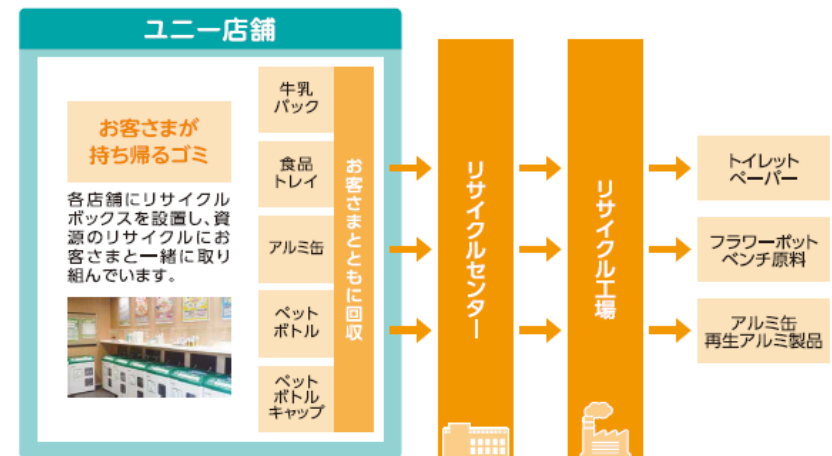 ユニー店舗
お客さまが
持ち帰るゴミ
各店舗にリサイクル
ボックスを設置し、資
源のリサイクルにお
客さまと一緒に取り
組んでいます。
牛乳
パック
食品
トレイ
アルミ缶
ペット
ボトル
ペット
ボトル
キャップ
お客さまとともに回収
リサイクルセンター
リサイクル工場
トイレット
ペーパー
フラワーポット
ベンチ原料
アルミ缶
再生アルミ製品